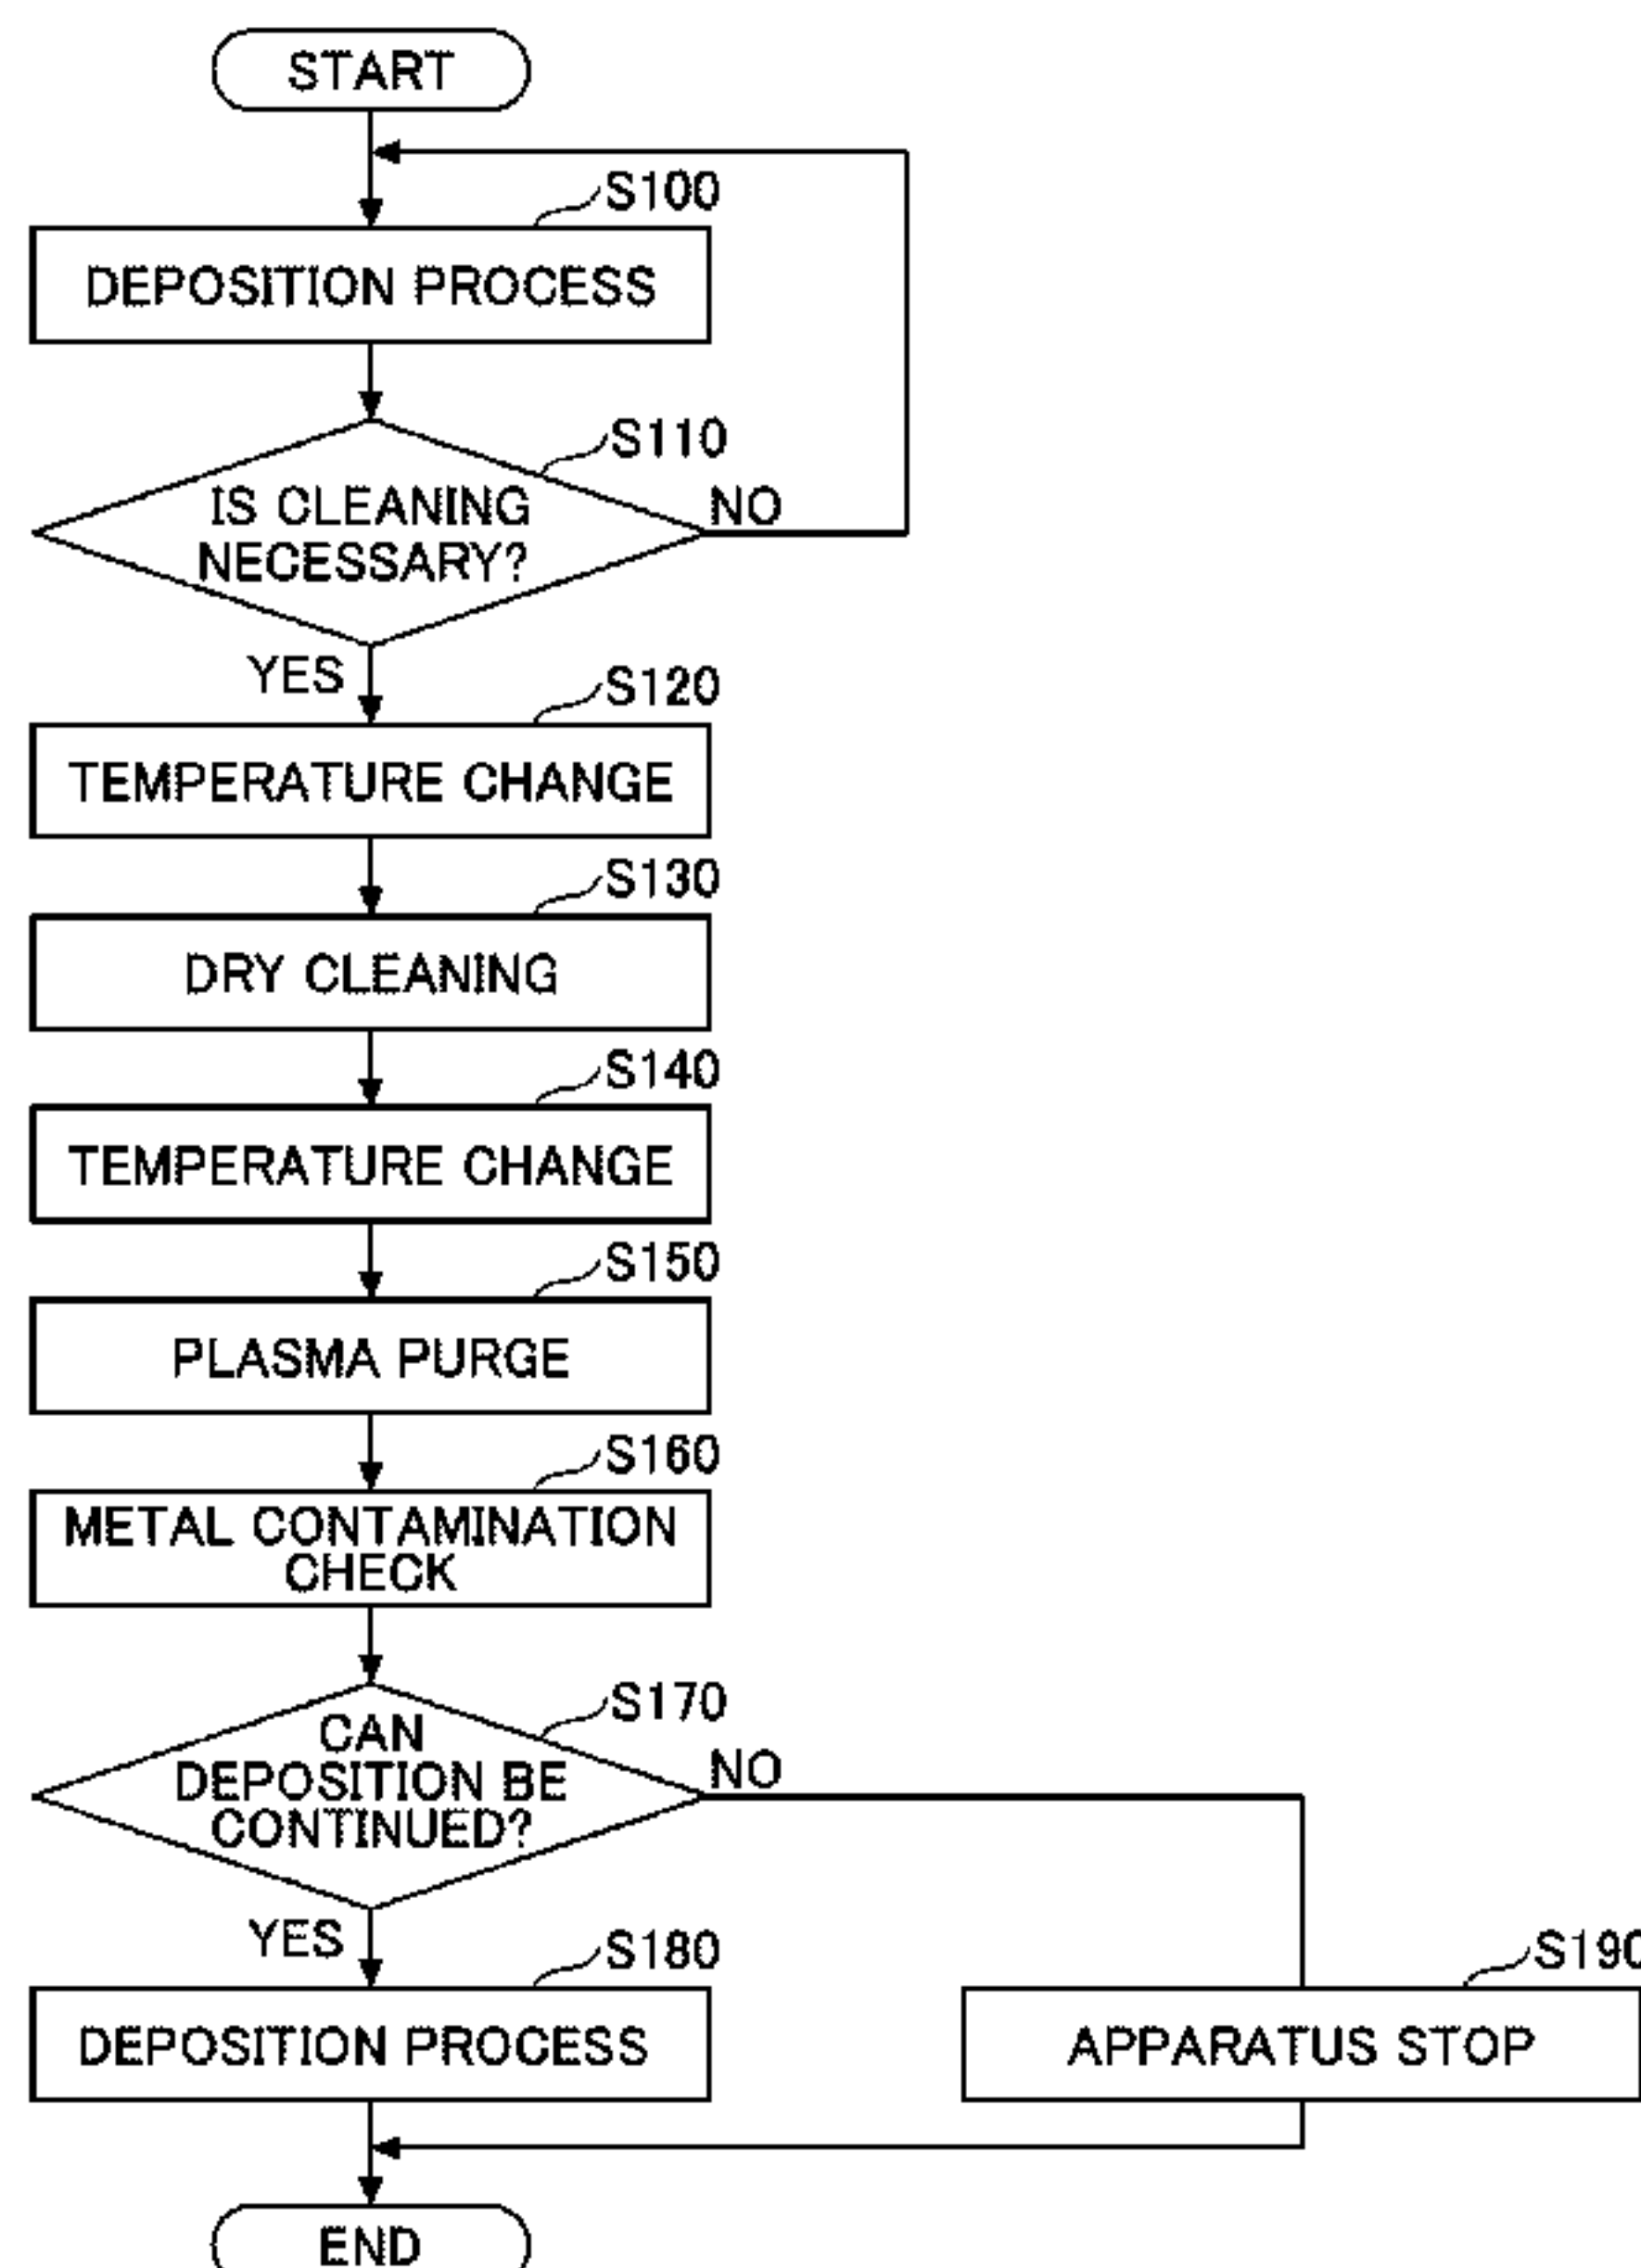 START
S100
DEPOSITION PROCESS
S110
IS CLEANING
NECESSARY?
NO
YES
S120
TEMPERATURE CHANGE
S130
DRY CLEANING
S140
TEMPERATURE CHANGE
S150
PLASMA PURGE
S160
METAL CONTAMINATION
CHECK
S170
CAN
DEPOSITION BE
CONTINUED?
NO
YES
S180
DEPOSITION PROCESS
S190
APPARATUS STOP
END